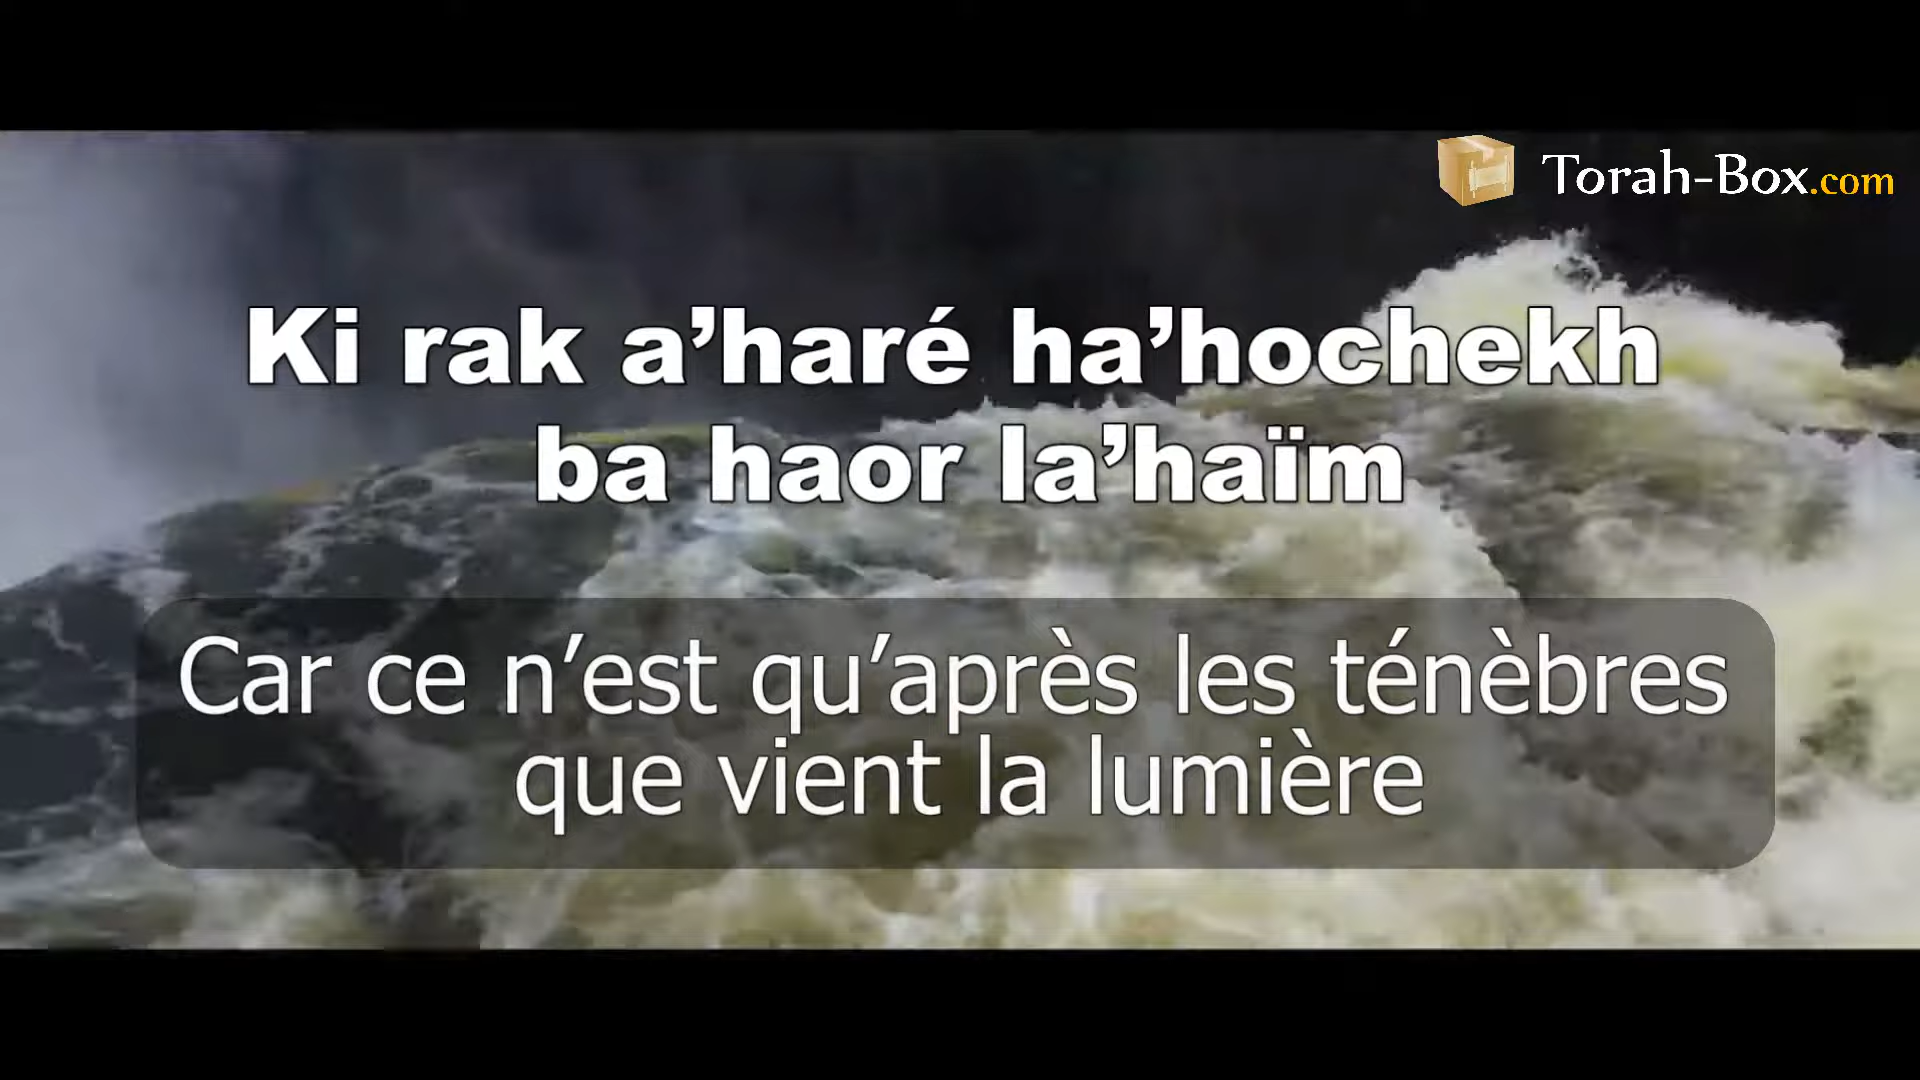 Torah-Box.com
Ki rak a’haré ha’hochekh
ba haor la’haïm
Car ce n’est qu’après les ténèbres
que vient la lumière